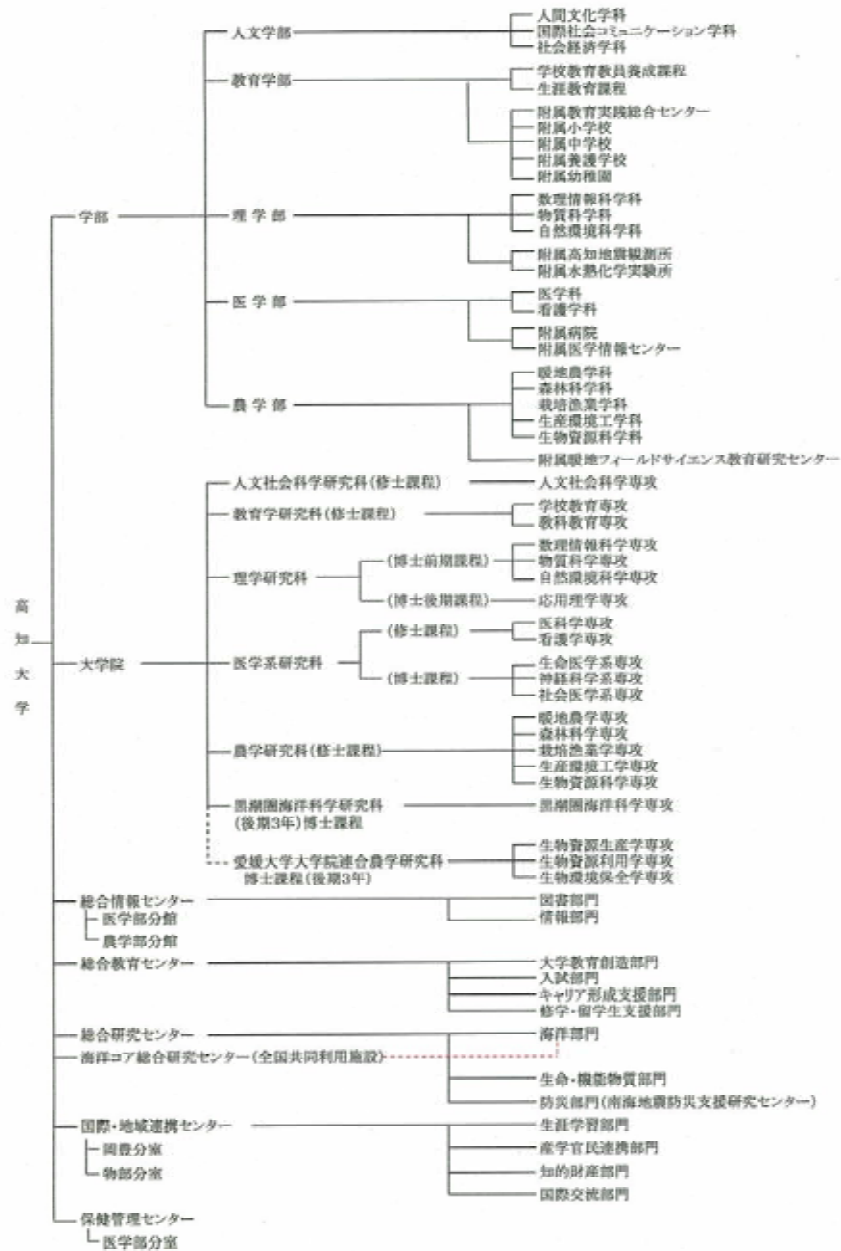 高知大学
学部
人文学部
人間文化学科
国際社会コミュニケーション学科
社会経済学科
教育学部
学校教育教員養成課程
生涯教育課程
附属教育実践総合センター
附属小学校
附属中学校
附属養護学校
附属幼稚園
理学部
数理情報科学科
物質科学科
自然環境科学科
附属高知地震観測所
附属水熱化学実験所
医学部
医学科
看護学科
附属病院
附属医学情報センター
農学部
暖地農学科
森林科学科
栽培漁業学科
生産環境工学科
生物資源科学科
附属暖地フィールドサイエンス教育研究センター
大学院
人文社会科学研究科(修士課程)
人文社会科学専攻
教育学研究科(修士課程)
学校教育専攻
教科教育専攻
理学研究科
(博士前期課程)
数理情報科学専攻
物質科学専攻
自然環境科学専攻
(博士後期課程)
応用理学専攻
医学系研究科
(修士課程)
医科学専攻
看護学専攻
(博士課程)
生命医学系専攻
神経科学系専攻
社会医学系専攻
農学研究科(修士課程)
暖地農学専攻
森林科学専攻
栽培漁業学専攻
生産環境工学専攻
生物資源科学専攻
黒潮圏海洋科学研究科
(後期3年)博士課程
黒潮圏海洋科学専攻
愛媛大学大学院連合農学研究科
博士課程(後期3年)
生物資源生産学専攻
生物資源利用学専攻
生物環境保全学専攻
総合情報センター
医学部分館
農学部分館
図書部門
情報部門
総合教育センター
大学教育創造部門
入試部門
キャリア形成支援部門
修学・留学生支援部門
総合研究センター
海洋部門
海洋コア総合研究センター(全国共同利用施設)
生命・機能物質部門
防災部門(南海地震防災支援研究センター)
国際・地域連携センター
岡豊分室
物部分室
生涯学習部門
産学官民連携部門
知的財産部門
国際交流部門
保健管理センター
医学部分室